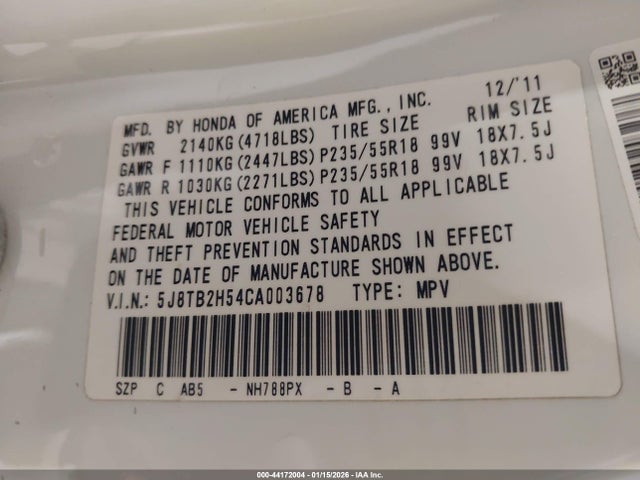 12/'11
MFD. BY HONDA OF AMERICA MFG., INC.
GVWR 2140KG(4718LBS) TIRE SIZE RIM SIZE
GAWR F 1110KG(2447LBS)P235/55R18 99V 18X7.5J
GAWR R 1030KG(2271LBS)P235/55R18 99V 18X7.5J
THIS VEHICLE CONFORMS TO ALL APPLICABLE
FEDERAL MOTOR VEHICLE SAFETY
AND THEFT PREVENTION STANDARDS IN EFFECT
ON THE DATE OF MANUFACTURE SHOWN ABOVE.
V.I.N.: 5J8TB2H54CA003678 TYPE: MPV
SZP C AB5 - NH788PX - B - A
000-44172004 | 01/15/2026 - IAA Inc.